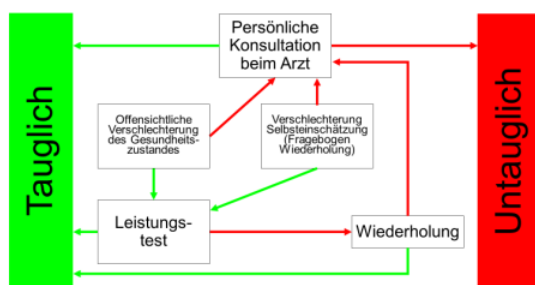 Tauglich
Persönliche
Konsultation
beim Arzt
Offensichtliche
Verschlechterung
des Gesundheits-
zustandes
Verschlechterung
Selbsteinschätzung
(Fragebogen
Wiederholung)
Leistungs-
test
Wiederholung
Untauglich